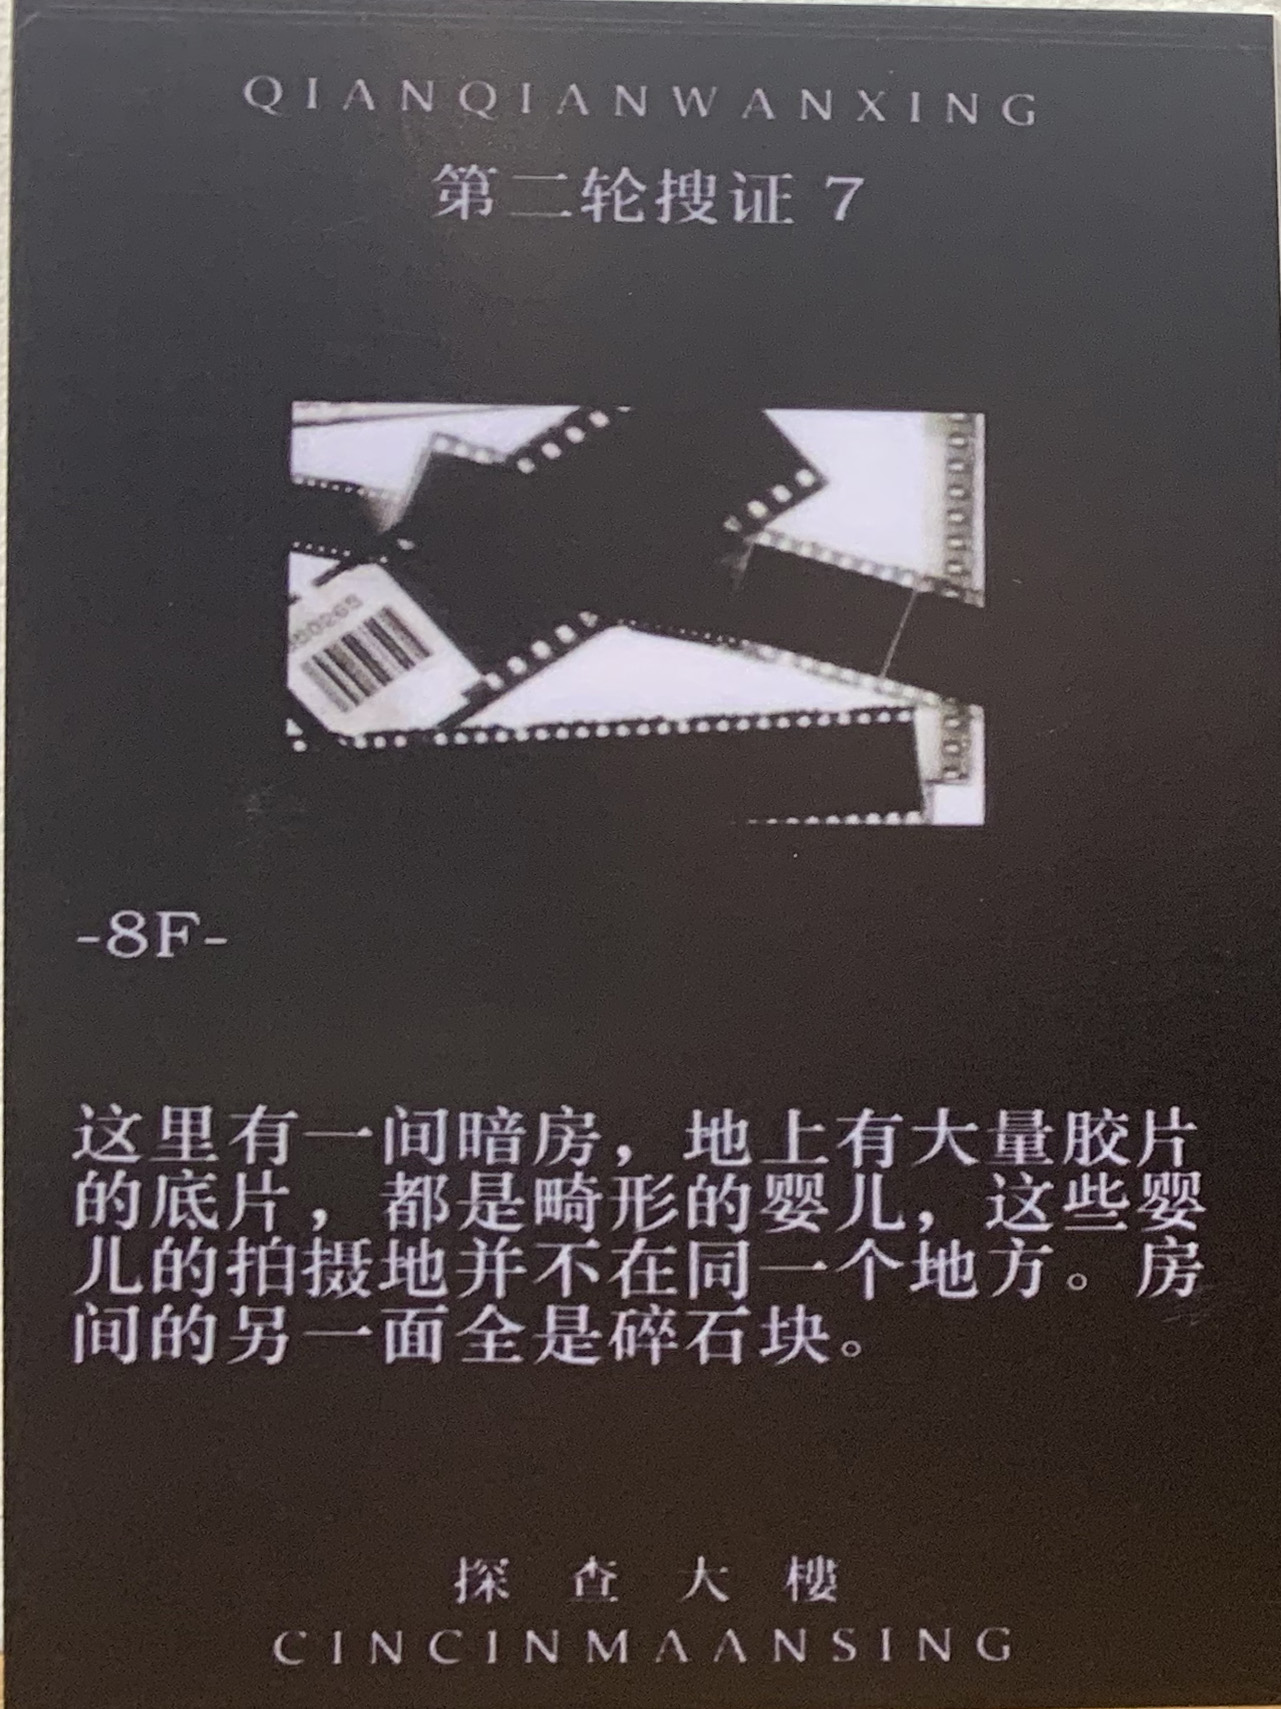 QIANQIANWANXING
第二轮搜证 7
50265
-8F-
这里有一间暗房，地上有大量胶片
的底片，都是畸形的婴儿，这些婴
儿的拍摄地并不在同一个地方。房
间的另一面全是碎石块。
探查大樓
CINCINMAANSING